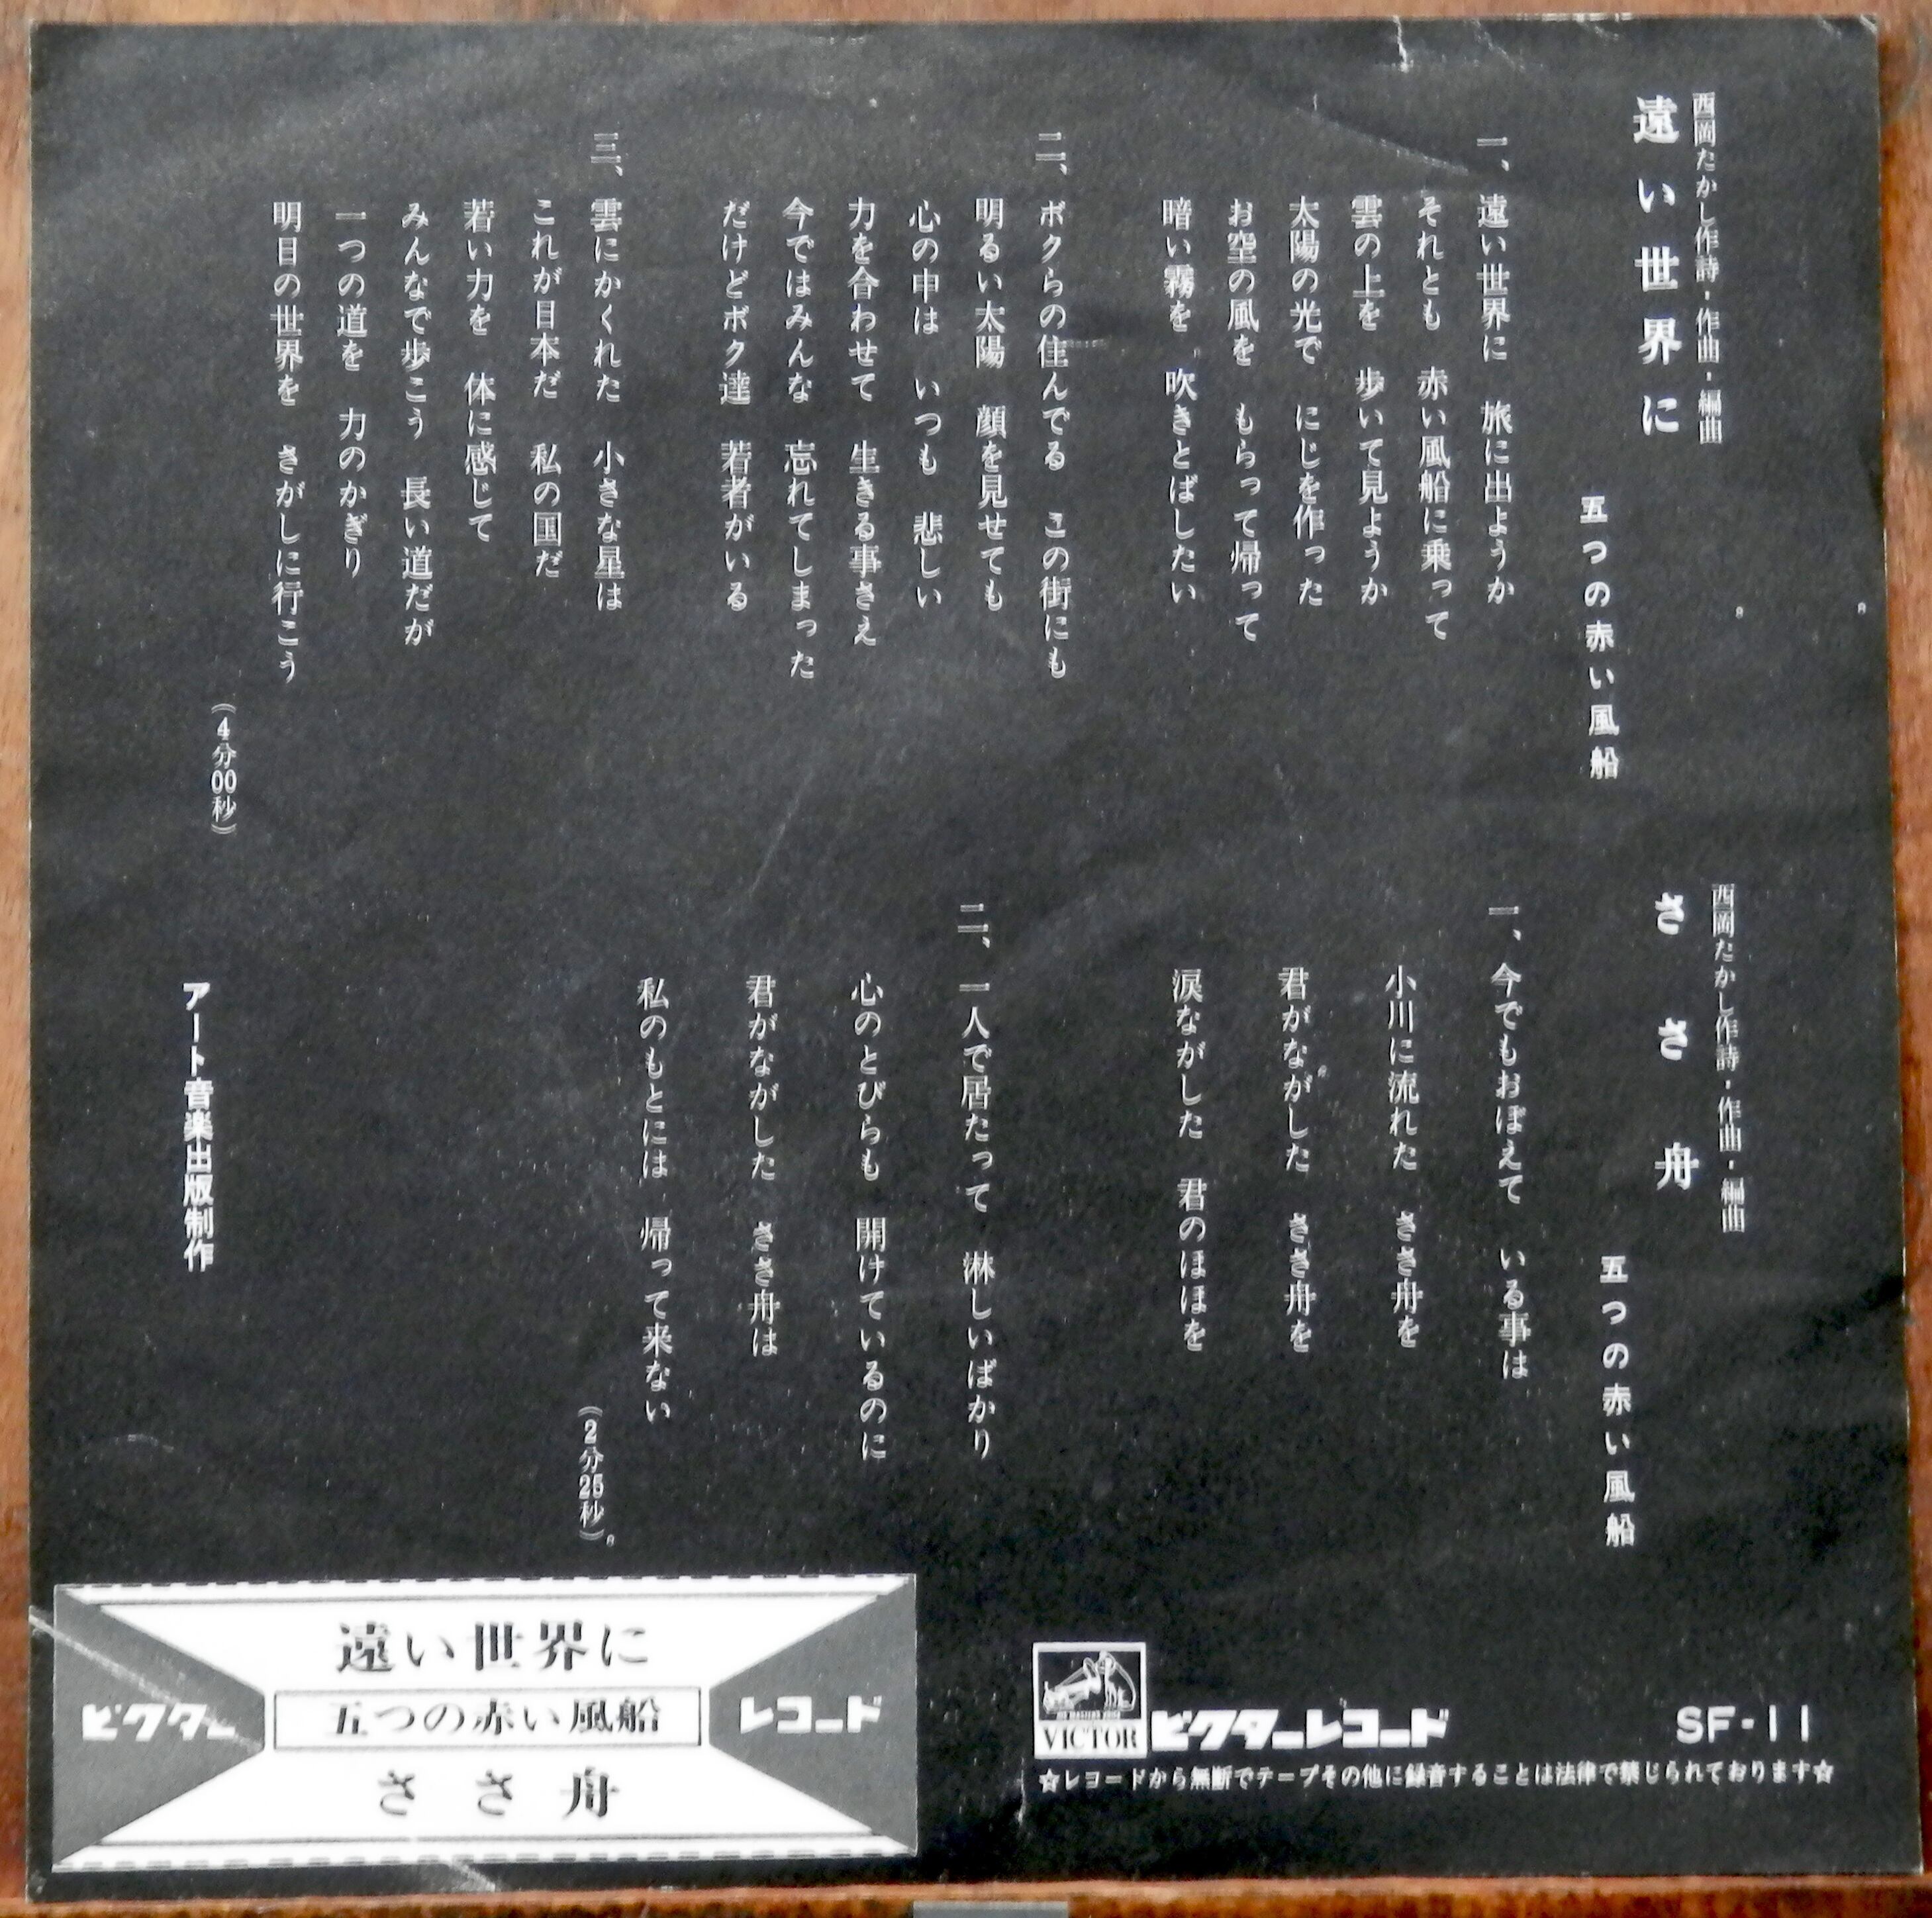 西岡たかし作詩・作曲・編曲
遠い世界に
五つの赤い風船
一、遠い世界に 旅に出ようか
それとも 赤い風船に乗って
雲の上を 歩いて見ようか
太陽の光で にじを作った
お空の風を もらって帰って
暗い霧を 吹きとばしたい
二、ボクらの住んでる この街にも
明るい太陽 顔を見せても
心の中は いつも 悲しい
力を合わせて 生きる事さえ
今ではみんな 忘れてしまった
だけどボク達 若者がいる
三、雲にかくれた 小さな星は
これが日本だ 私の国だ
若い力を 体に感じて
みんなで歩こう 長い道だが
一つの道を 力のかぎり
明日の世界を さがしに行こう
(4分00秒)
西岡たかし作詩・作曲・編曲
ささ舟
五つの赤い風船
一、今でもおぼえて いる事は
小川に流れた ささ舟を
君がながした ささ舟を
涙ながした 君のほほを
二、一人で居たって 淋しいばかり
心のとびらも 開けているのに
君がながした ささ舟は
私のもとには 帰って来ない
(2分25秒)
アート音楽出版制作
遠い世界に
ビクター 五つの赤い風船 レコード
ささ舟
VICTOR ビクターレコード SF-11
☆レコードから無断でテープその他に録音することは法律で禁じられております☆